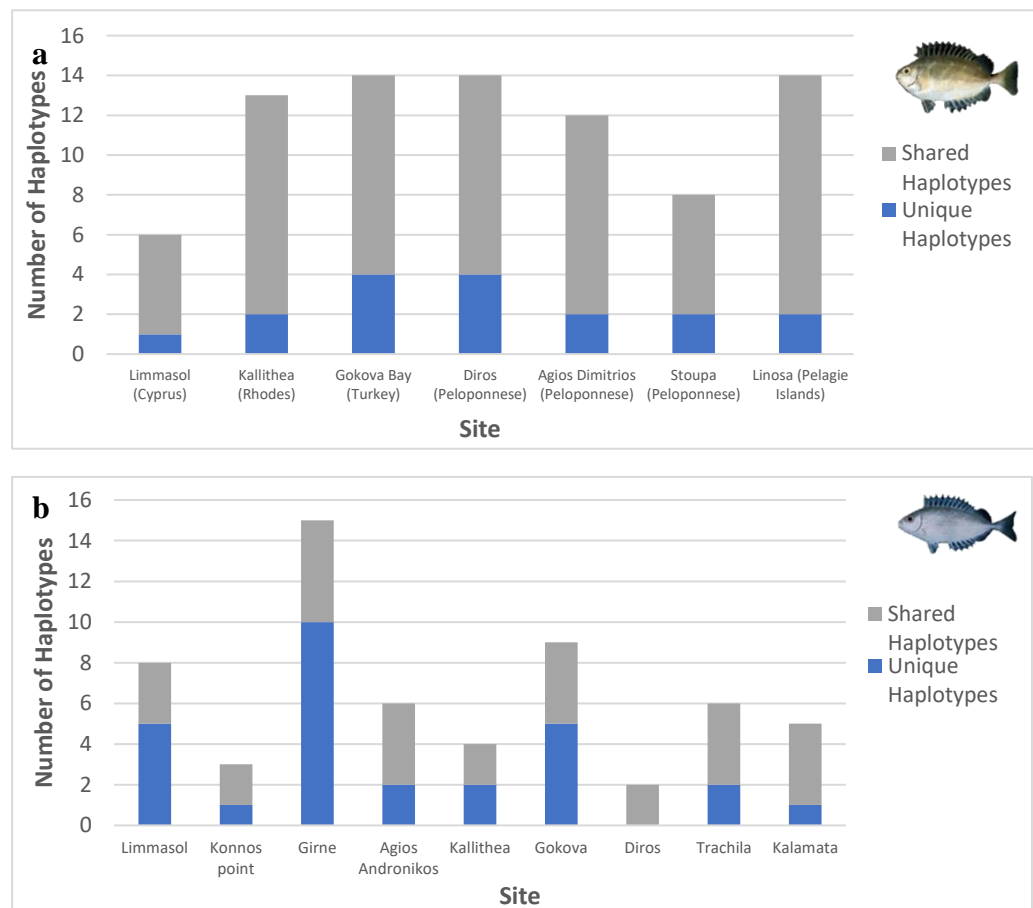 a
Number of Haplotypes
16
14
12
10
8
6
4
2
0
Limmasol
(Cyprus)
Kallithea
(Rhodes)
Gokova Bay
(Turkey)
Diros
(Peloponnese)
Agios Dimitrios
(Peloponnese)
Stoupa
(Peloponnese)
Linosa (Pelagie
Islands)
Site
Shared
Haplotypes
Unique
Haplotypes
b
Number of Haplotypes
16
14
12
10
8
6
4
2
0
Limmasol
Konnos
point
Girne
Agios
Andronikos
Kallithea
Gokova
Diros
Trachila
Kalamata
Site
Shared
Haplotypes
Unique
Haplotypes